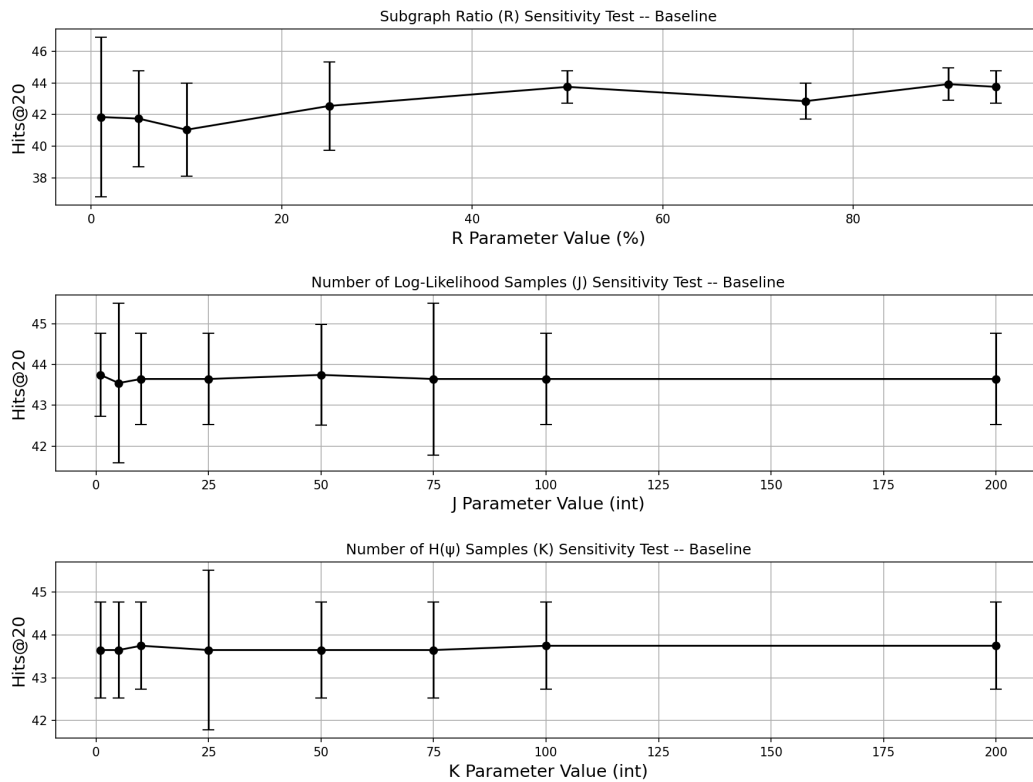 Subgraph Ratio (R) Sensitivity Test -- Baseline
46
44
42
40
38
Hits@20
0 20 40 60 80
R Parameter Value (%)
Number of Log-Likelihood Samples (J) Sensitivity Test -- Baseline
45
44
43
42
Hits@20
0 25 50 75 100 125 150 175 200
J Parameter Value (int)
Number of H(ψ) Samples (K) Sensitivity Test -- Baseline
45
44
43
42
Hits@20
0 25 50 75 100 125 150 175 200
K Parameter Value (int)